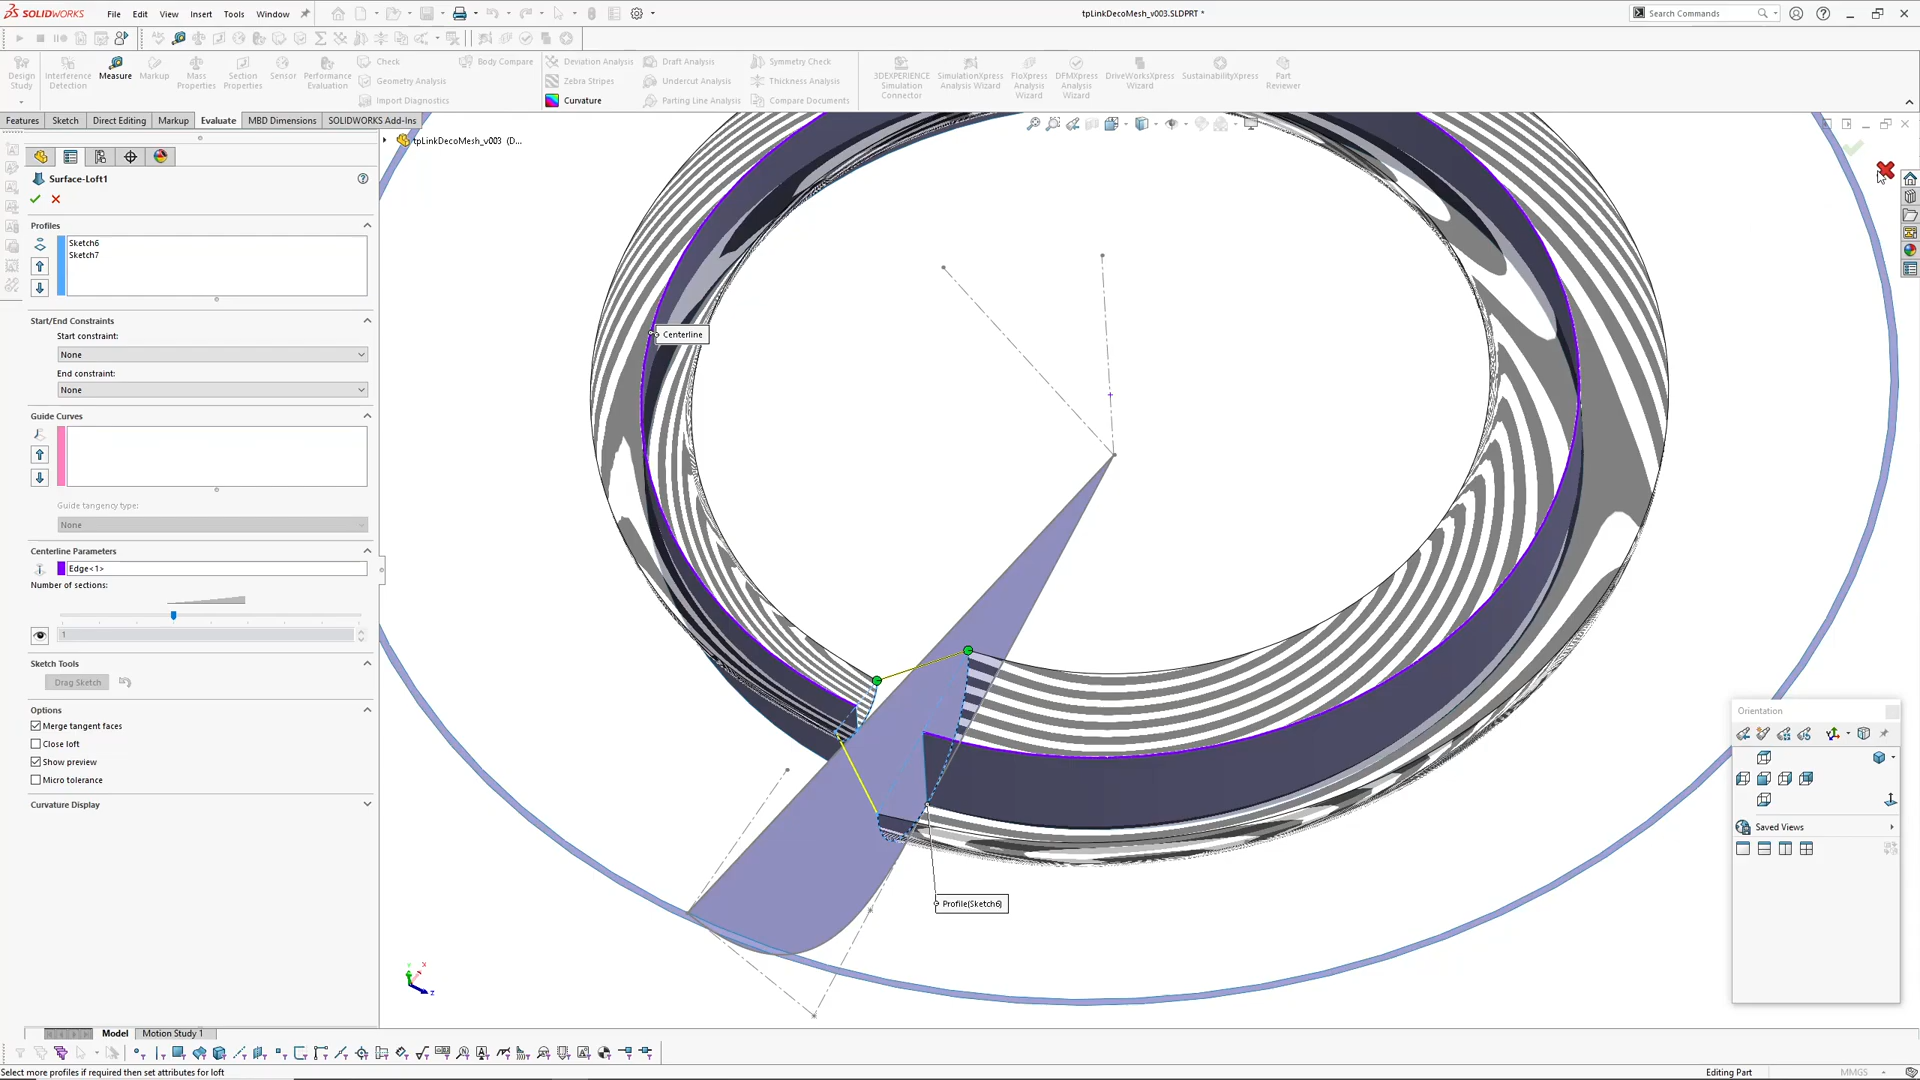 SOLIDWORKS File Edit View Insert Tools Window
tpLinkDecoMesh_v003.SLDPRT *
Search Commands
Design Study
Interference Detection
Measure
Markup
Mass Properties
Section Properties
Sensor
Performance Evaluation
Check
Geometry Analysis
Import Diagnostics
Body Compare
Deviation Analysis
Zebra Stripes
Curvature
Draft Analysis
Undercut Analysis
Parting Line Analysis
Symmetry Check
Thickness Analysis
Compare Documents
3DEXPERIENCE Simulation Connector
SimulationXpress Analysis Wizard
FloXpress Analysis Wizard
DFMXpress Analysis Wizard
DriveWorksXpress Wizard
SustainabilityXpress
Part Reviewer
Features Sketch Direct Editing Markup Evaluate MBD Dimensions SOLIDWORKS Add-Ins
tpLinkDecoMesh_v003 (D...
Surface-Loft1
Profiles
Sketch6
Sketch7
Start/End Constraints
Start constraint:
None
End constraint:
None
Guide Curves
Guide tangency type:
None
Centerline Parameters
Edge<1>
Number of sections:
1
Sketch Tools
Drag Sketch
Options
Merge tangent faces
Close loft
Show preview
Micro tolerance
Curvature Display
Centerline
Profile(Sketch6)
Orientation
Saved Views
Model Motion Study 1
Select more profiles if required then set attributes for loft
Editing Part
MMGS